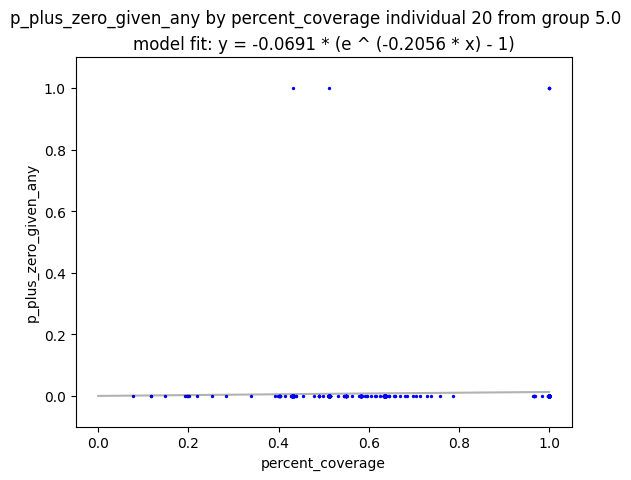 p_plus_zero_given_any by percent_coverage individual 20 from group 5.0
model fit: y = -0.0691 * (e ^ (-0.2056 * x) - 1)
1.0
0.8
0.6
0.4
0.2
0.0
p_plus_zero_given_any
0.0 0.2 0.4 0.6 0.8 1.0
percent_coverage